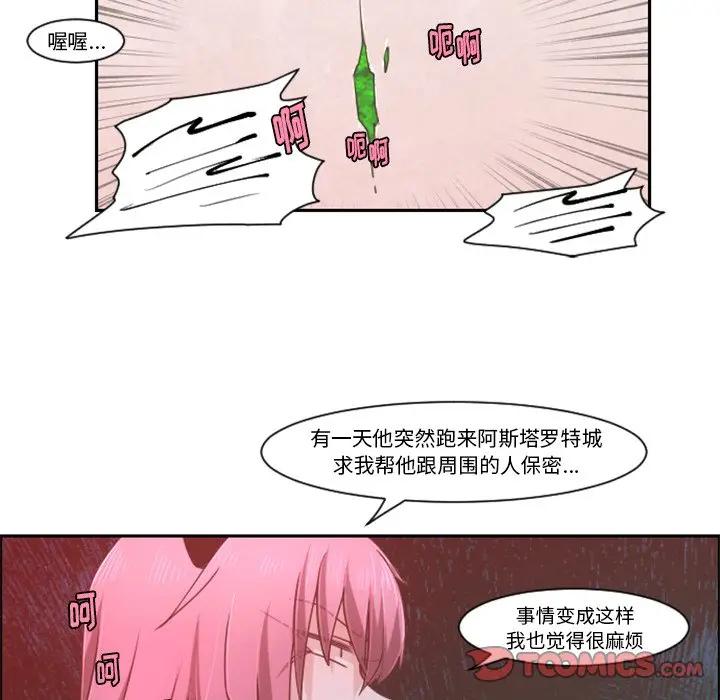 喔喔...
呃啊
啊
呃啊
有一天他突然跑来阿斯塔罗特城
求我帮他跟周围的人保密...
呵
呵
事情变成这样
我也觉得很麻烦
TOOMICS.COM